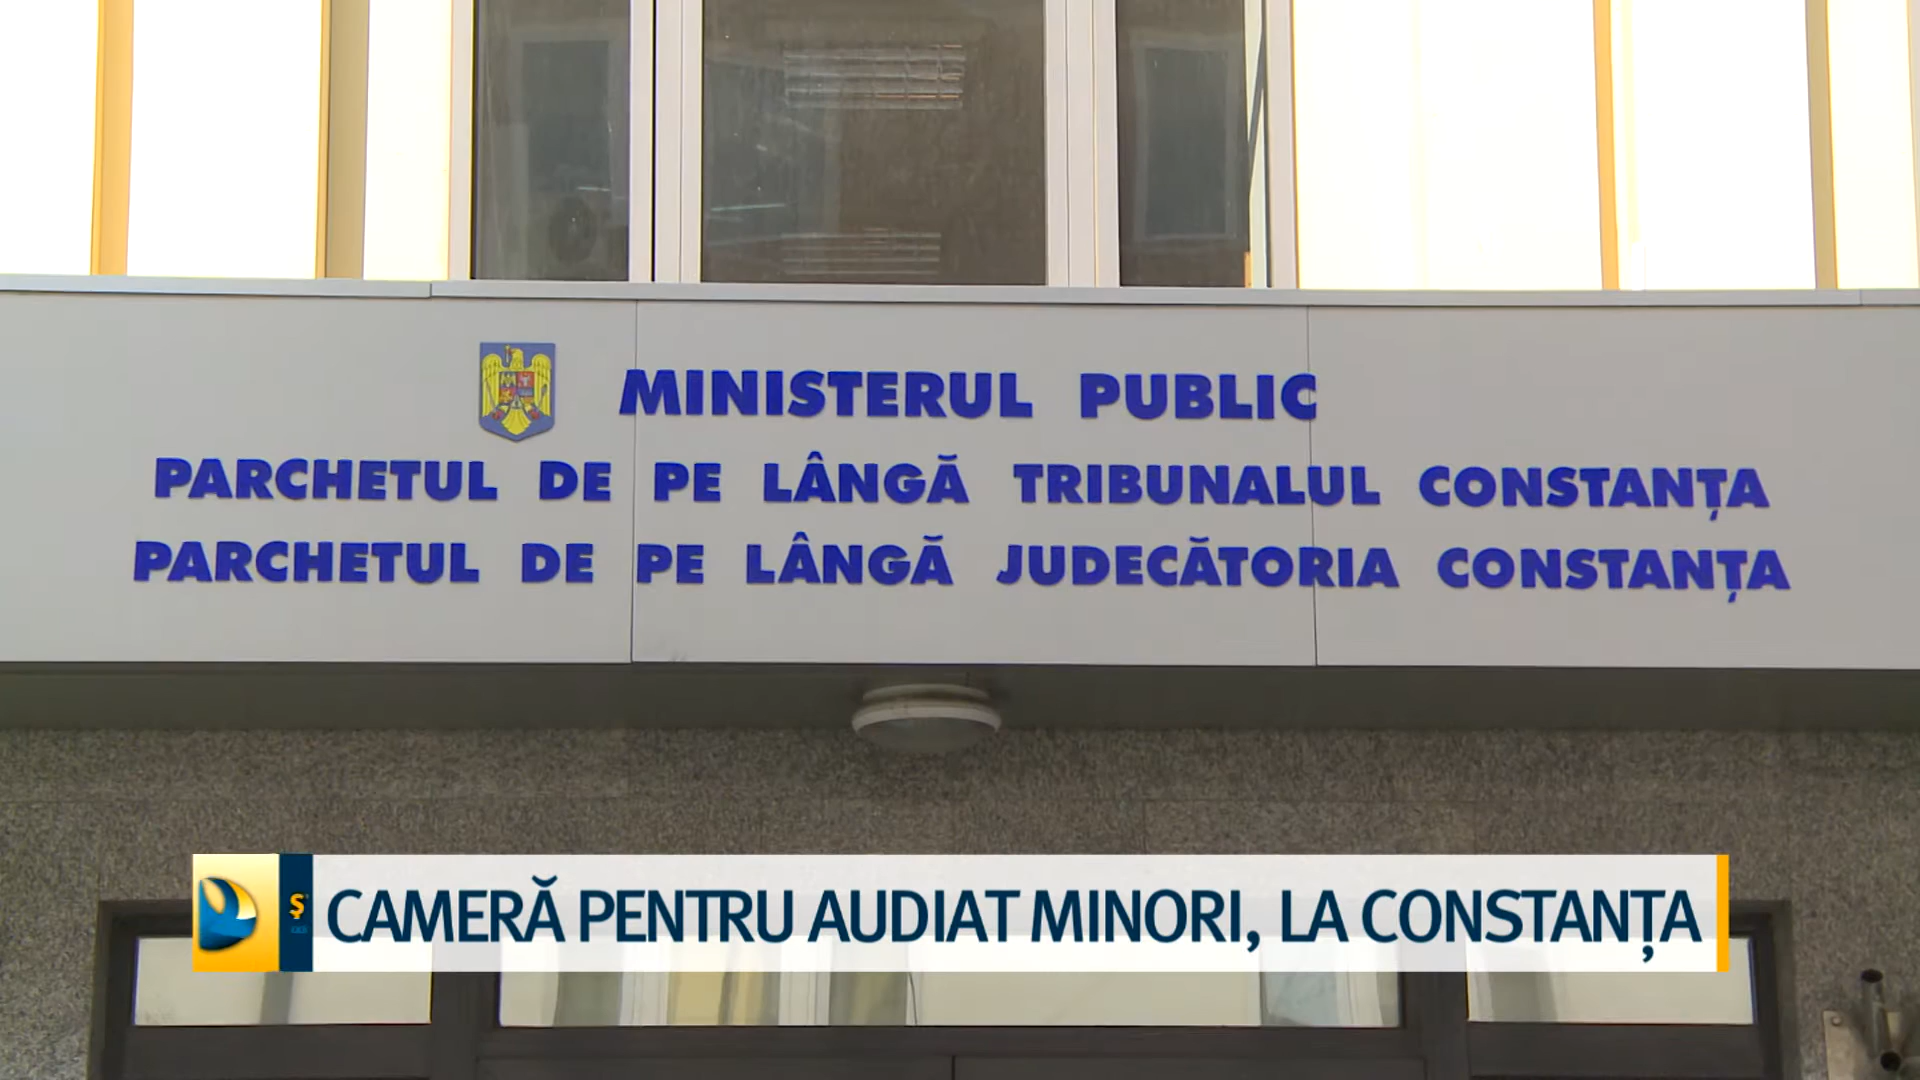 MINISTERUL PUBLIC
PARCHETUL DE PE LÂNGĂ TRIBUNALUL CONSTANȚA
PARCHETUL DE PE LÂNGĂ JUDECĂTORIA CONSTANȚA
CAMERĂ PENTRU AUDIAT MINORI, LA CONSTANȚA